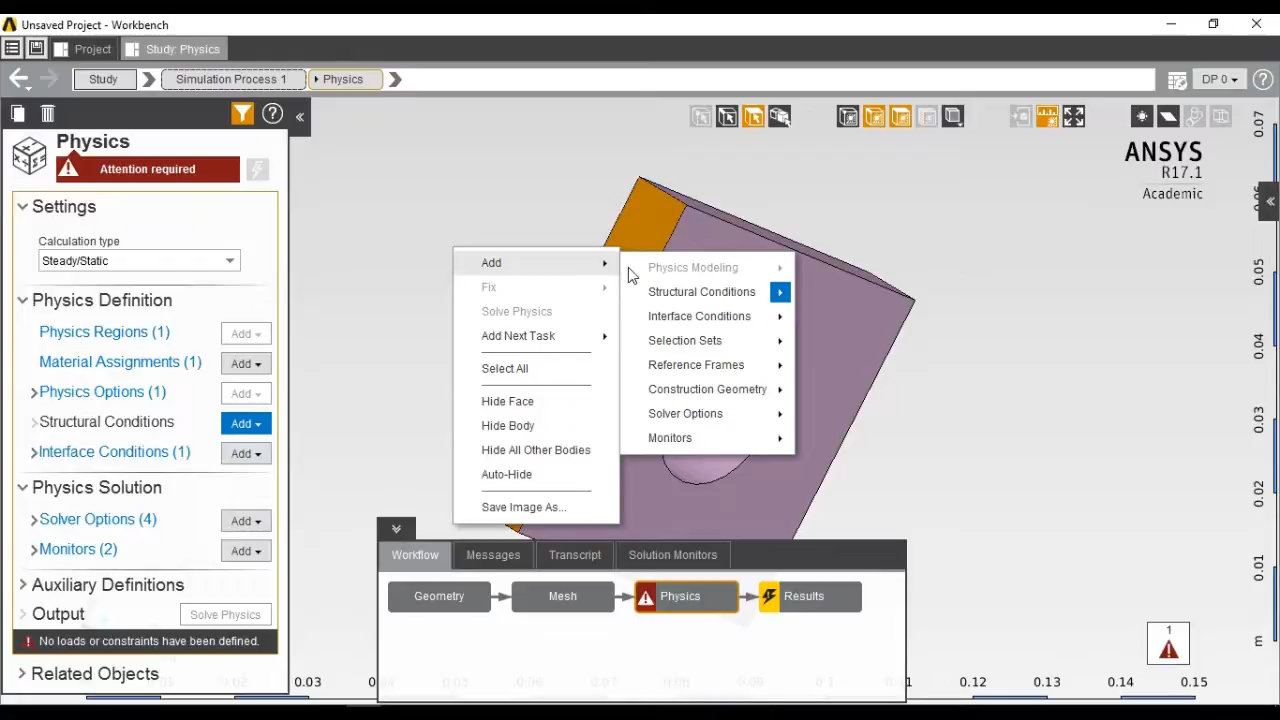 Unsaved Project - Workbench
Project
Study: Physics
Study
Simulation Process 1
Physics
DP 0
Physics
Attention required
Settings
Calculation type
Steady/Static
Physics Definition
Physics Regions (1)
Add
Material Assignments (1)
Add
Physics Options (1)
Add
Structural Conditions
Add
Interface Conditions (1)
Add
Physics Solution
Solver Options (4)
Add
Monitors (2)
Add
Auxiliary Definitions
Output
Solve Physics
No loads or constraints have been defined.
Related Objects
Add
Fix
Solve Physics
Add Next Task
Select All
Hide Face
Hide Body
Hide All Other Bodies
Auto-Hide
Save Image As...
Physics Modeling
Structural Conditions
Interface Conditions
Selection Sets
Reference Frames
Construction Geometry
Solver Options
Monitors
ANSYS
R17.1
Academic
0.07
0.05
0.04
0.03
0.02
0.01
m
1
Workflow
Messages
Transcript
Solution Monitors
Geometry
Mesh
Physics
Results
0.03
0.12
0.13
0.14
0.15